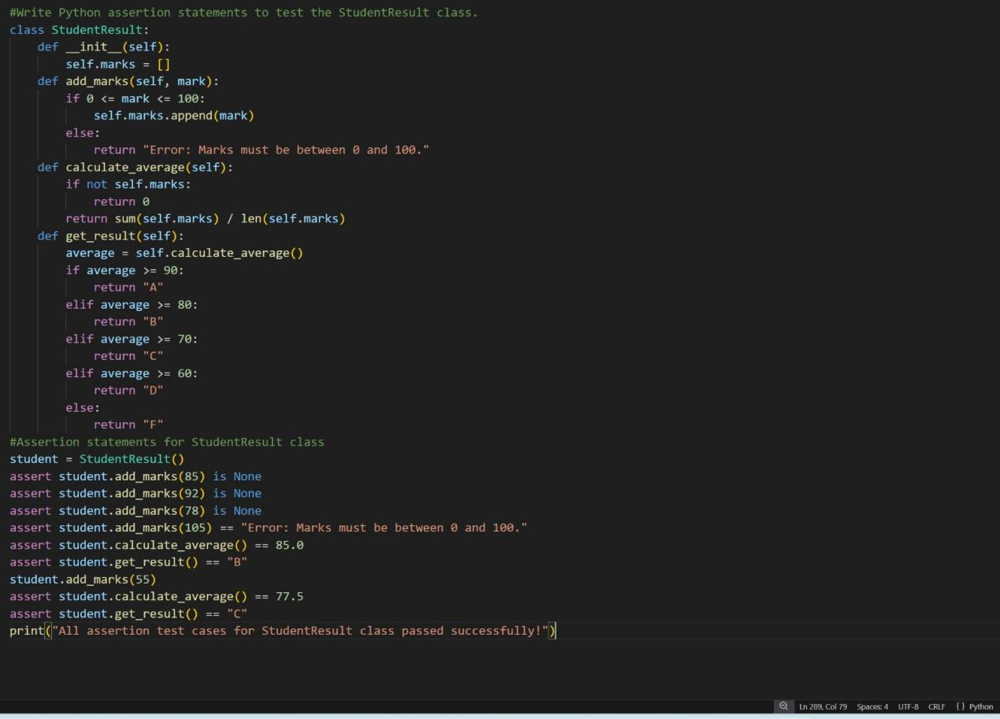 #Write Python assertion statements to test the StudentResult class.
class StudentResult:
    def __init__(self):
        self.marks = []
    def add_marks(self, mark):
        if 0 <= mark <= 100:
            self.marks.append(mark)
        else:
            return "Error: Marks must be between 0 and 100."
    def calculate_average(self):
        if not self.marks:
            return 0
        return sum(self.marks) / len(self.marks)
    def get_result(self):
        average = self.calculate_average()
        if average >= 90:
            return "A"
        elif average >= 80:
            return "B"
        elif average >= 70:
            return "C"
        elif average >= 60:
            return "D"
        else:
            return "F"
#Assertion statements for StudentResult class
student = StudentResult()
assert student.add_marks(85) is None
assert student.add_marks(92) is None
assert student.add_marks(78) is None
assert student.add_marks(105) == "Error: Marks must be between 0 and 100."
assert student.calculate_average() == 85.0
assert student.get_result() == "B"
student.add_marks(55)
assert student.calculate_average() == 77.5
assert student.get_result() == "C"
print("All assertion test cases for StudentResult class passed successfully!")
Ln 289, Col 79 Spaces: 4 UTF-8 CRLF { } Python